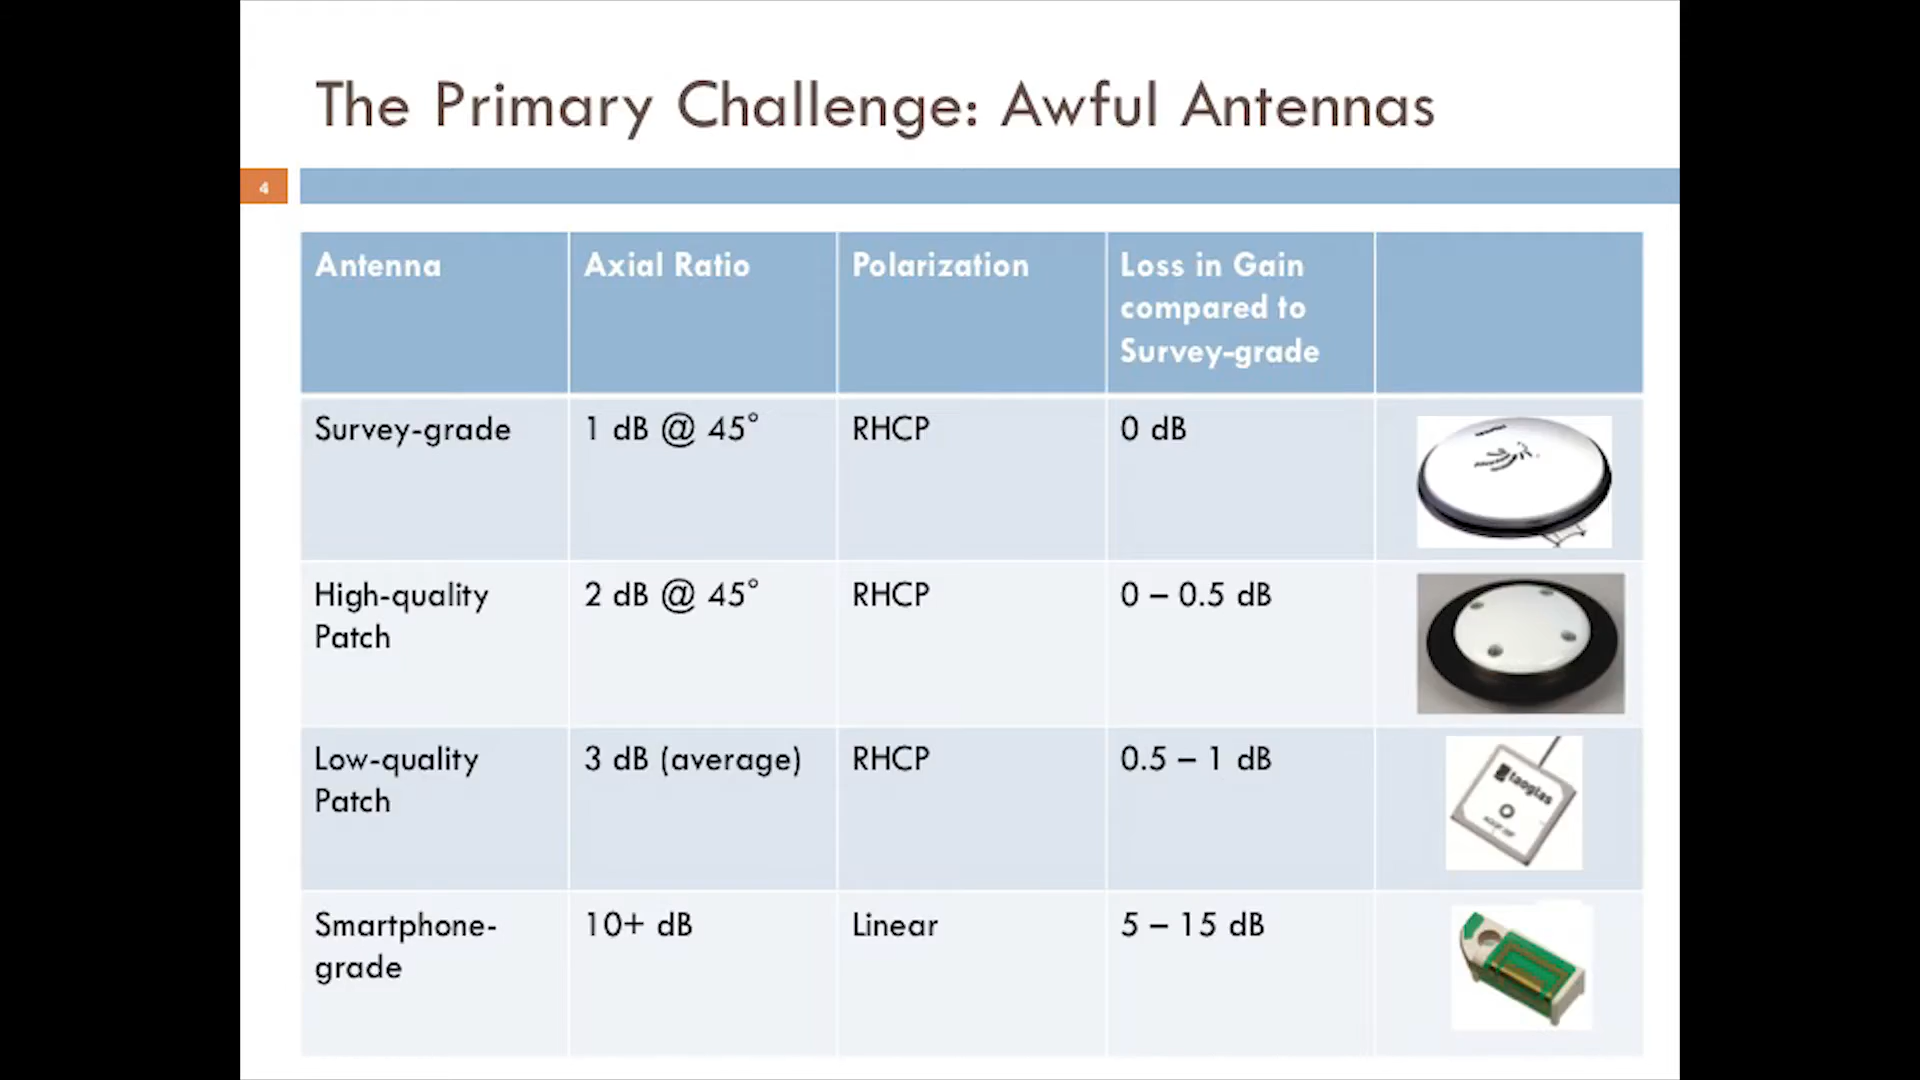 The Primary Challenge: Awful Antennas
4
Antenna
Axial Ratio
Polarization
Loss in Gain
compared to
Survey-grade
Survey-grade
1 dB @ 45°
RHCP
0 dB
High-quality
Patch
2 dB @ 45°
RHCP
0 – 0.5 dB
Low-quality
Patch
3 dB (average)
RHCP
0.5 – 1 dB
taoglas
Smartphone-
grade
10+ dB
Linear
5 – 15 dB